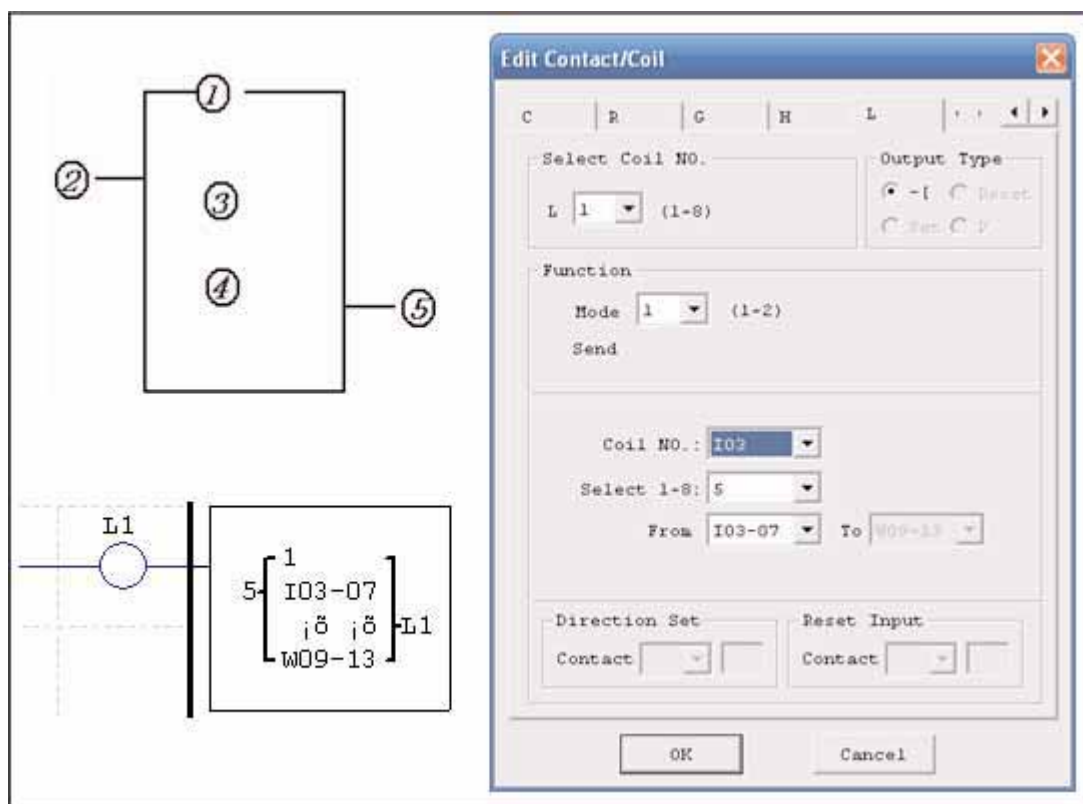 ①
②
③
④
⑤
L1
1
5
I03-07
¡õ ¡õ
L1
W09-13
Edit Contact/Coil
C R G H L
Select Coil NO.
L 1 (1-8)
Output Type
-[ Reset
Set P
Function
Mode 1 (1-2)
Send
Coil NO.: I03
Select 1-8: 5
From I03-07 To W09-13
Direction Set
Contact
Reset Input
Contact
OK Cancel